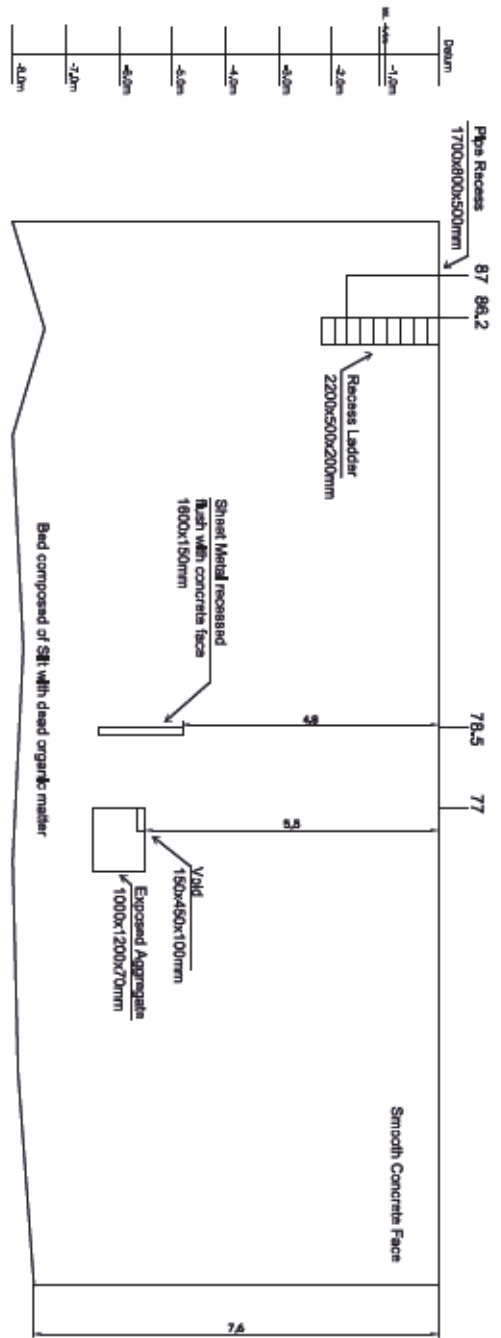 Datum
-1.0m
-2.0m
-3.0m
-4.0m
-5.0m
-6.0m
-7.0m
-8.0m
Pipe Recess
1700x800x500mm
87
86.2
78.5
77
Recess Ladder
2200x500x200mm
Sheet Metal recessed
flush with concrete face
1600x150mm
4.8
5.5
Void
150x450x100mm
Exposed Aggregate
1000x1200x70mm
Smooth Concrete Face
Bed composed of Silt with dead organic matter
7.6